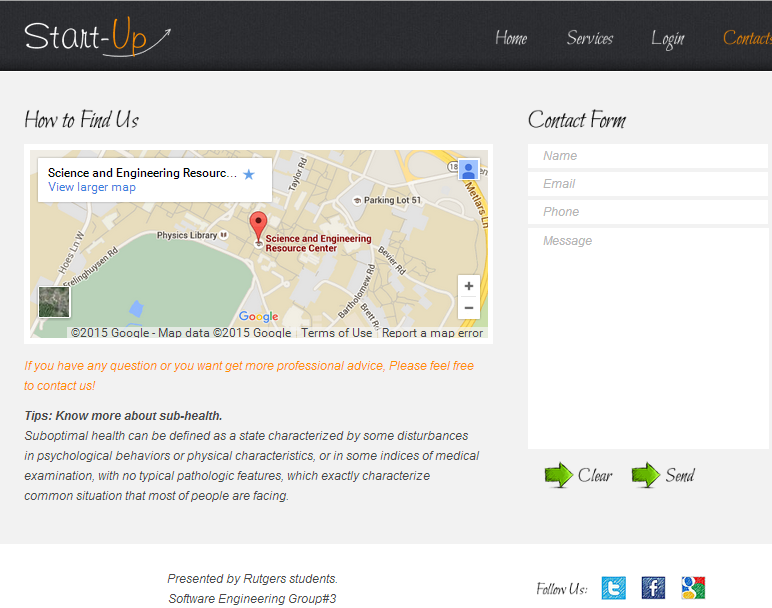 Start-Up
Home Services Login Contacts
How to Find Us
Science and Engineering Resourc...
View larger map
Taylor Rd
18
Metlars Ln
Parking Lot 51
Physics Library
Science and Engineering
Resource Center
Hoes Ln W
Frelinghuysen Rd
Bevier Rd
Bartholomew Rd
Brett Rd
+
−
Google
©2015 Google - Map data ©2015 Google Terms of Use Report a map error
If you have any question or you want get more professional advice, Please feel free
to contact us!
Tips: Know more about sub-health.
Suboptimal health can be defined as a state characterized by some disturbances
in psychological behaviors or physical characteristics, or in some indices of medical
examination, with no typical pathologic features, which exactly characterize
common situation that most of people are facing.
Contact Form
Name
Email
Phone
Message
Clear Send
Presented by Rutgers students.
Software Engineering Group#3
Follow Us: